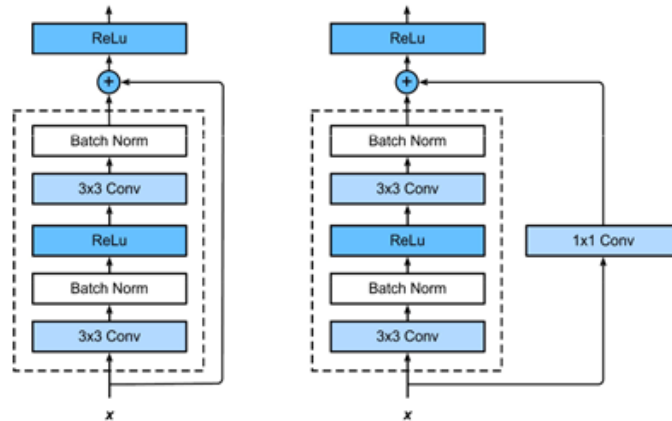 ReLu
+
Batch Norm
3x3 Conv
ReLu
Batch Norm
3x3 Conv
x
ReLu
+
Batch Norm
3x3 Conv
ReLu
Batch Norm
3x3 Conv
1x1 Conv
x